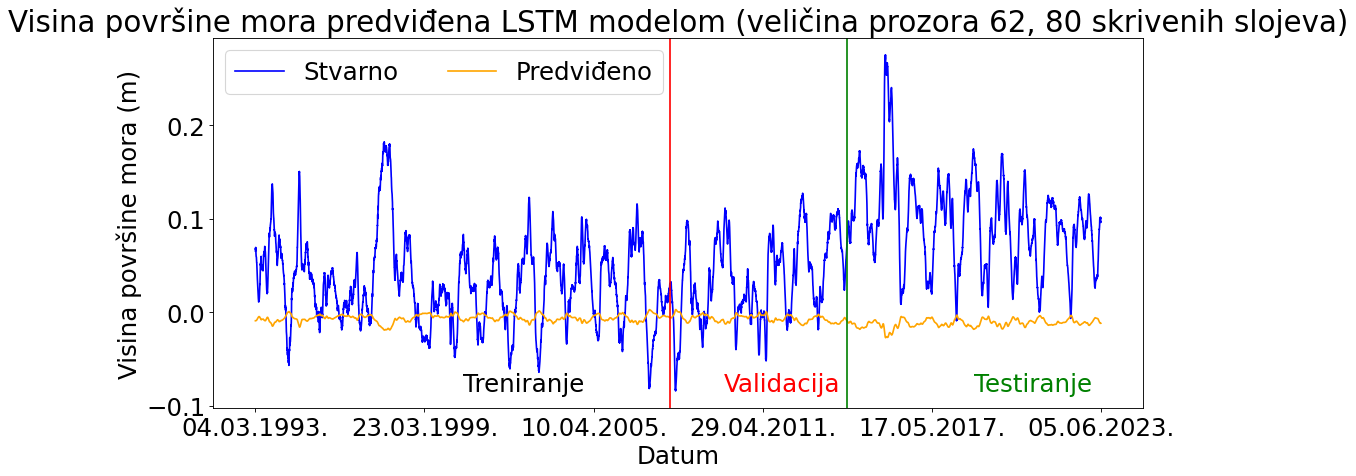 Visina površine mora predviđena LSTM modelom (veličina prozora 62, 80 skrivenih slojeva)
Stvarno
Predviđeno
Visina površine mora (m)
0.2
0.1
0.0
−0.1
Treniranje
Validacija
Testiranje
04.03.1993.
23.03.1999.
10.04.2005.
29.04.2011.
17.05.2017.
05.06.2023.
Datum